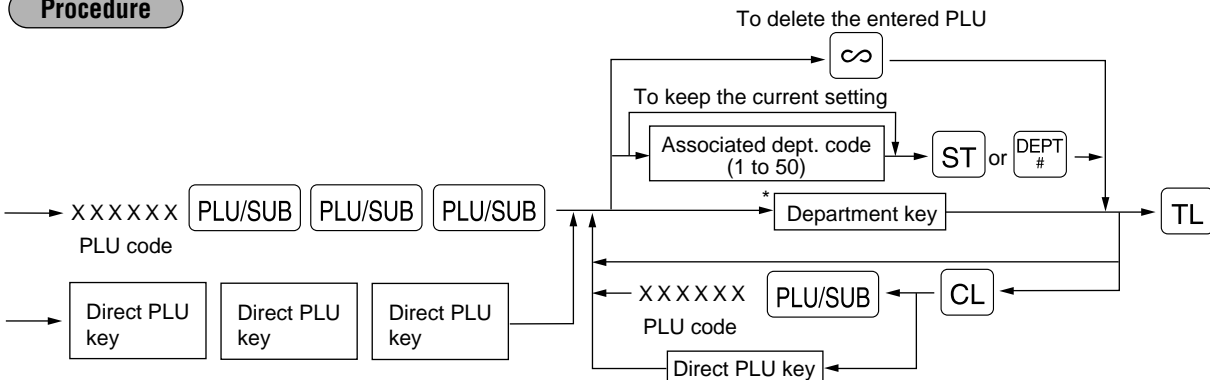 Procedure
To delete the entered PLU
∽
To keep the current setting
Associated dept. code
(1 to 50)
ST or DEPT
#
XXXXXX PLU/SUB PLU/SUB PLU/SUB
PLU code
* Department key
TL
Direct PLU
key
Direct PLU
key
Direct PLU
key
XXXXXX PLU/SUB CL
PLU code
Direct PLU key